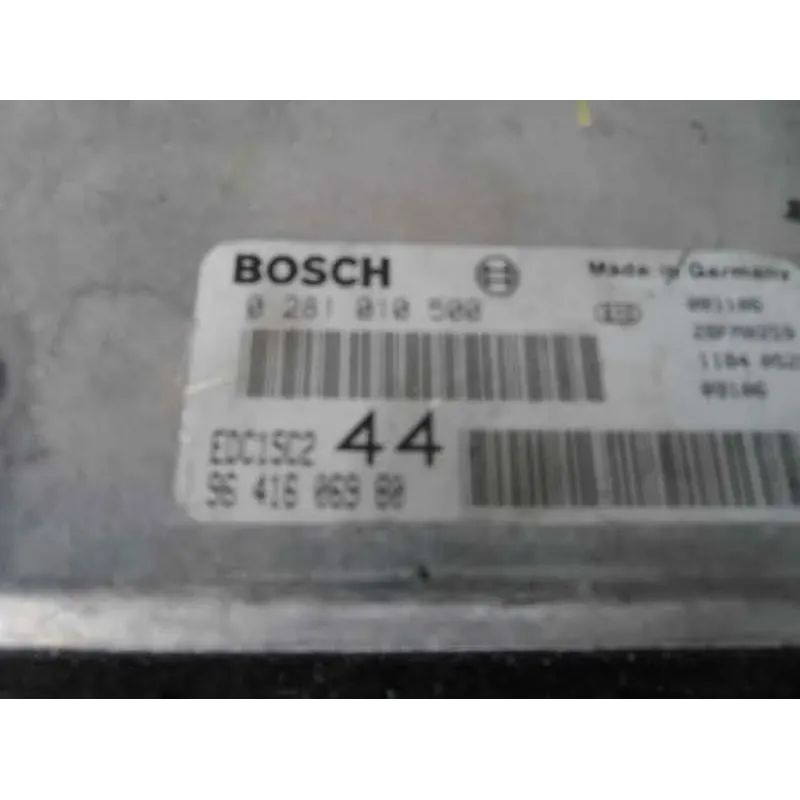 BOSCH
Made in Germany
0 281 010 500
EDC15C2 44
96 416 069 80